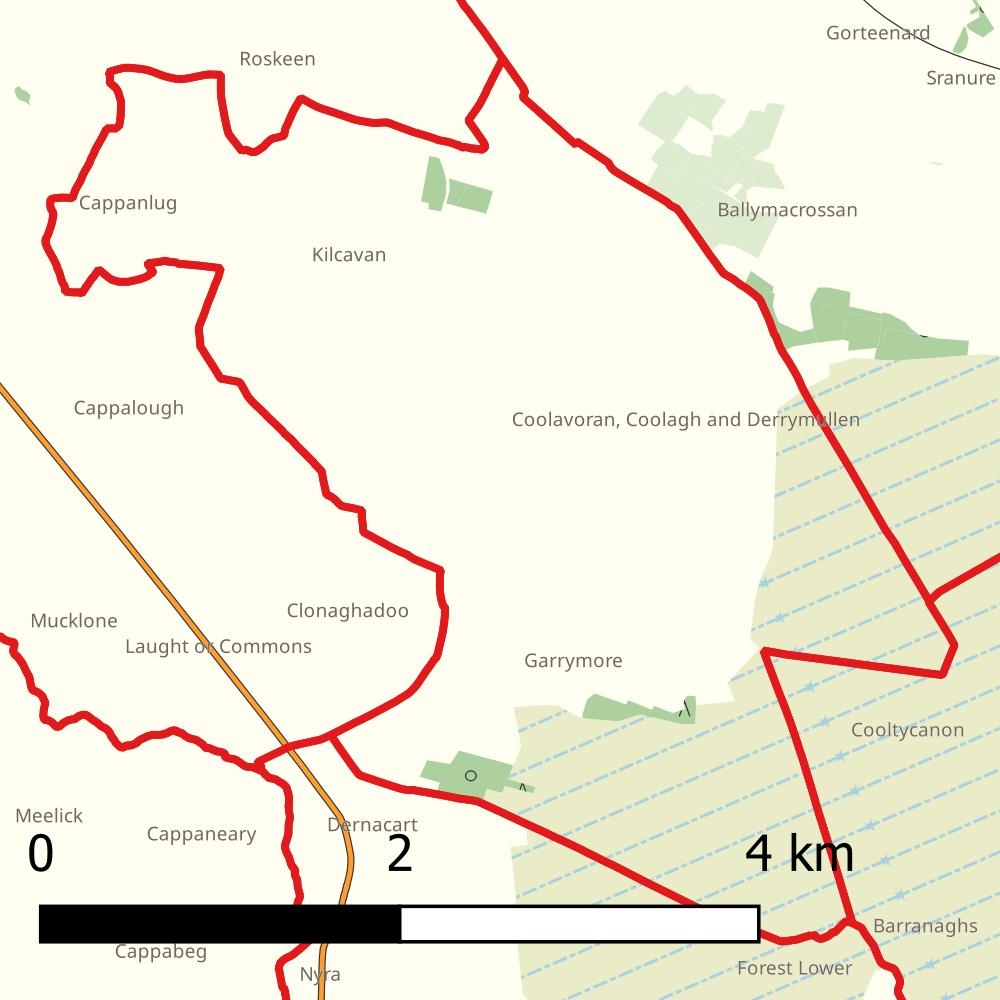 Gorteenard
Roskeen
Sranure
Cappanlug
Ballymacrossan
Kilcavan
Cappalough
Coolavoran, Coolagh and Derrymullen
Clonaghadoo
Mucklone
Laught or Commons
Garrymore
Cooltycanon
Meelick
Dernacart
Cappaneary
0 2 4 km
Barranaghs
Cappabeg
Forest Lower
Nyra